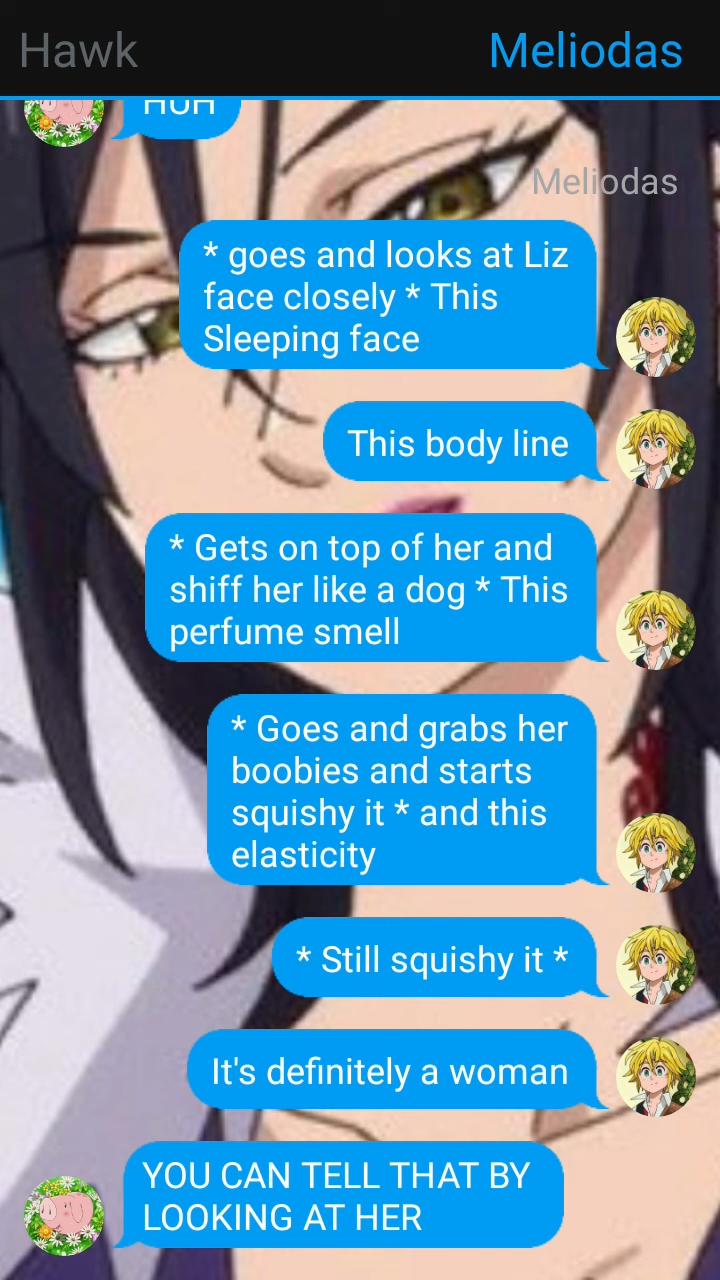 Hawk
Meliodas
HUH
Meliodas
* goes and looks at Liz
face closely * This
Sleeping face
This body line
* Gets on top of her and
shiff her like a dog * This
perfume smell
* Goes and grabs her
boobies and starts
squishy it * and this
elasticity
* Still squishy it *
It's definitely a woman
YOU CAN TELL THAT BY
LOOKING AT HER